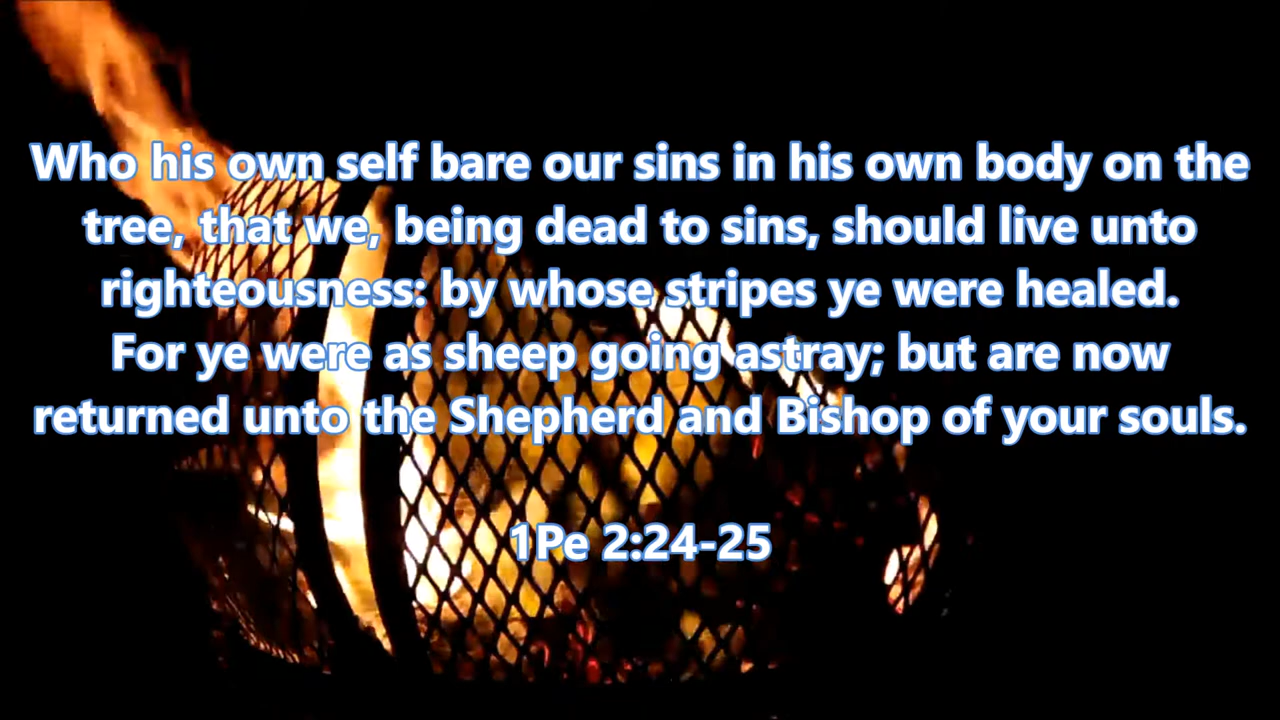 Who his own self bare our sins in his own body on the
tree, that we, being dead to sins, should live unto
righteousness: by whose stripes ye were healed.
For ye were as sheep going astray; but are now
returned unto the Shepherd and Bishop of your souls.
1Pe 2:24-25